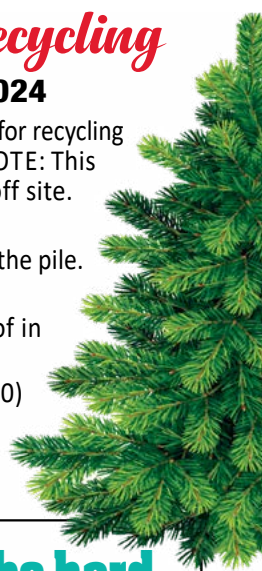 ecycling
024
for recycling
OTE: This
off site.
the pile.
of in
0)
he hard